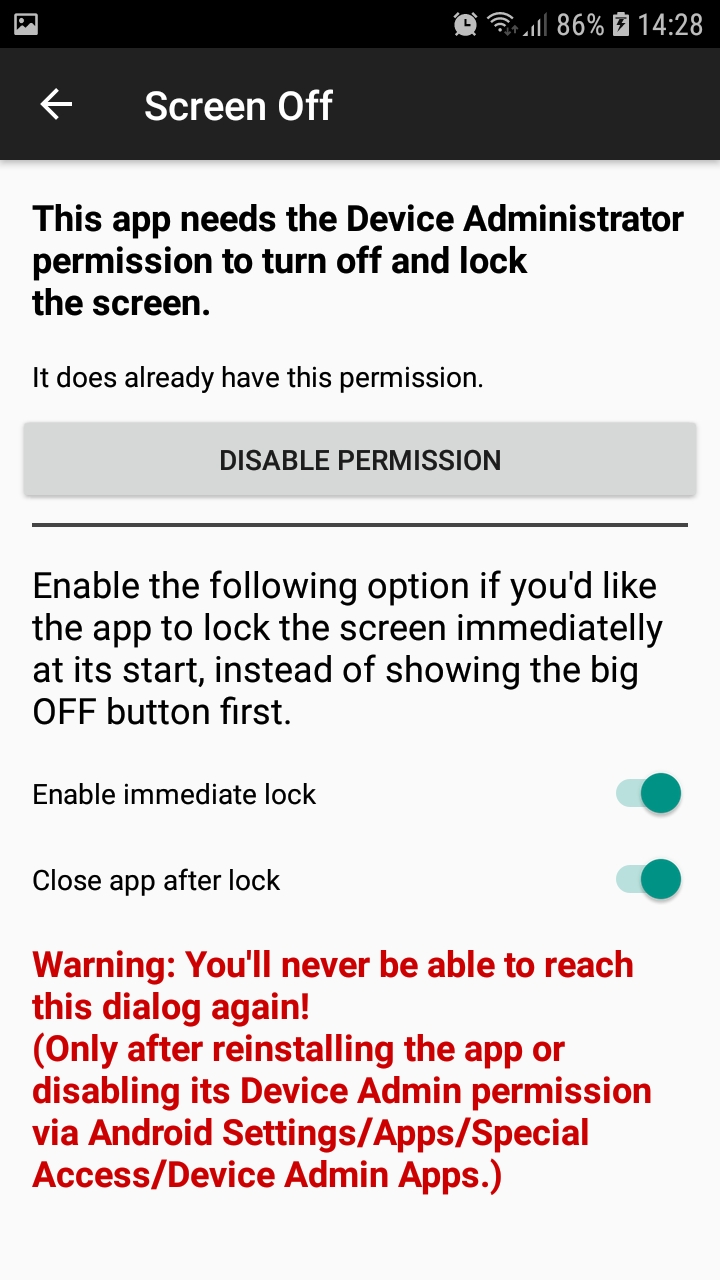 86% 14:28
Screen Off
This app needs the Device Administrator
permission to turn off and lock
the screen.
It does already have this permission.
DISABLE PERMISSION
Enable the following option if you'd like
the app to lock the screen immediatelly
at its start, instead of showing the big
OFF button first.
Enable immediate lock
Close app after lock
Warning: You'll never be able to reach
this dialog again!
(Only after reinstalling the app or
disabling its Device Admin permission
via Android Settings/Apps/Special
Access/Device Admin Apps.)